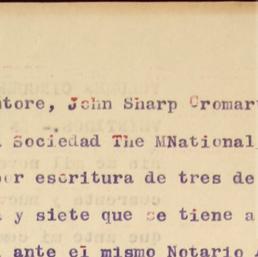 ntore, John Sharp Cromar
Sociedad The MNational
por escritura de tres de
y siete que se tiene a
ante el mismo Notario